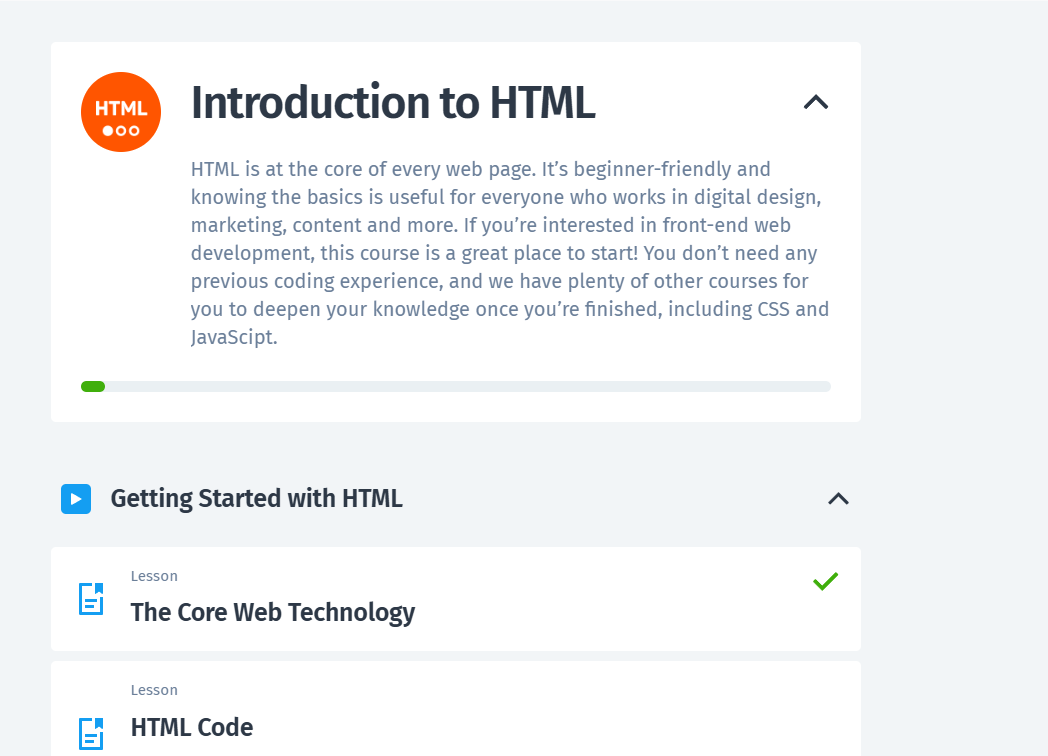 HTML
Introduction to HTML
HTML is at the core of every web page. It’s beginner-friendly and
knowing the basics is useful for everyone who works in digital design,
marketing, content and more. If you’re interested in front-end web
development, this course is a great place to start! You don’t need any
previous coding experience, and we have plenty of other courses for
you to deepen your knowledge once you’re finished, including CSS and
JavaScipt.
Getting Started with HTML
Lesson
The Core Web Technology
Lesson
HTML Code